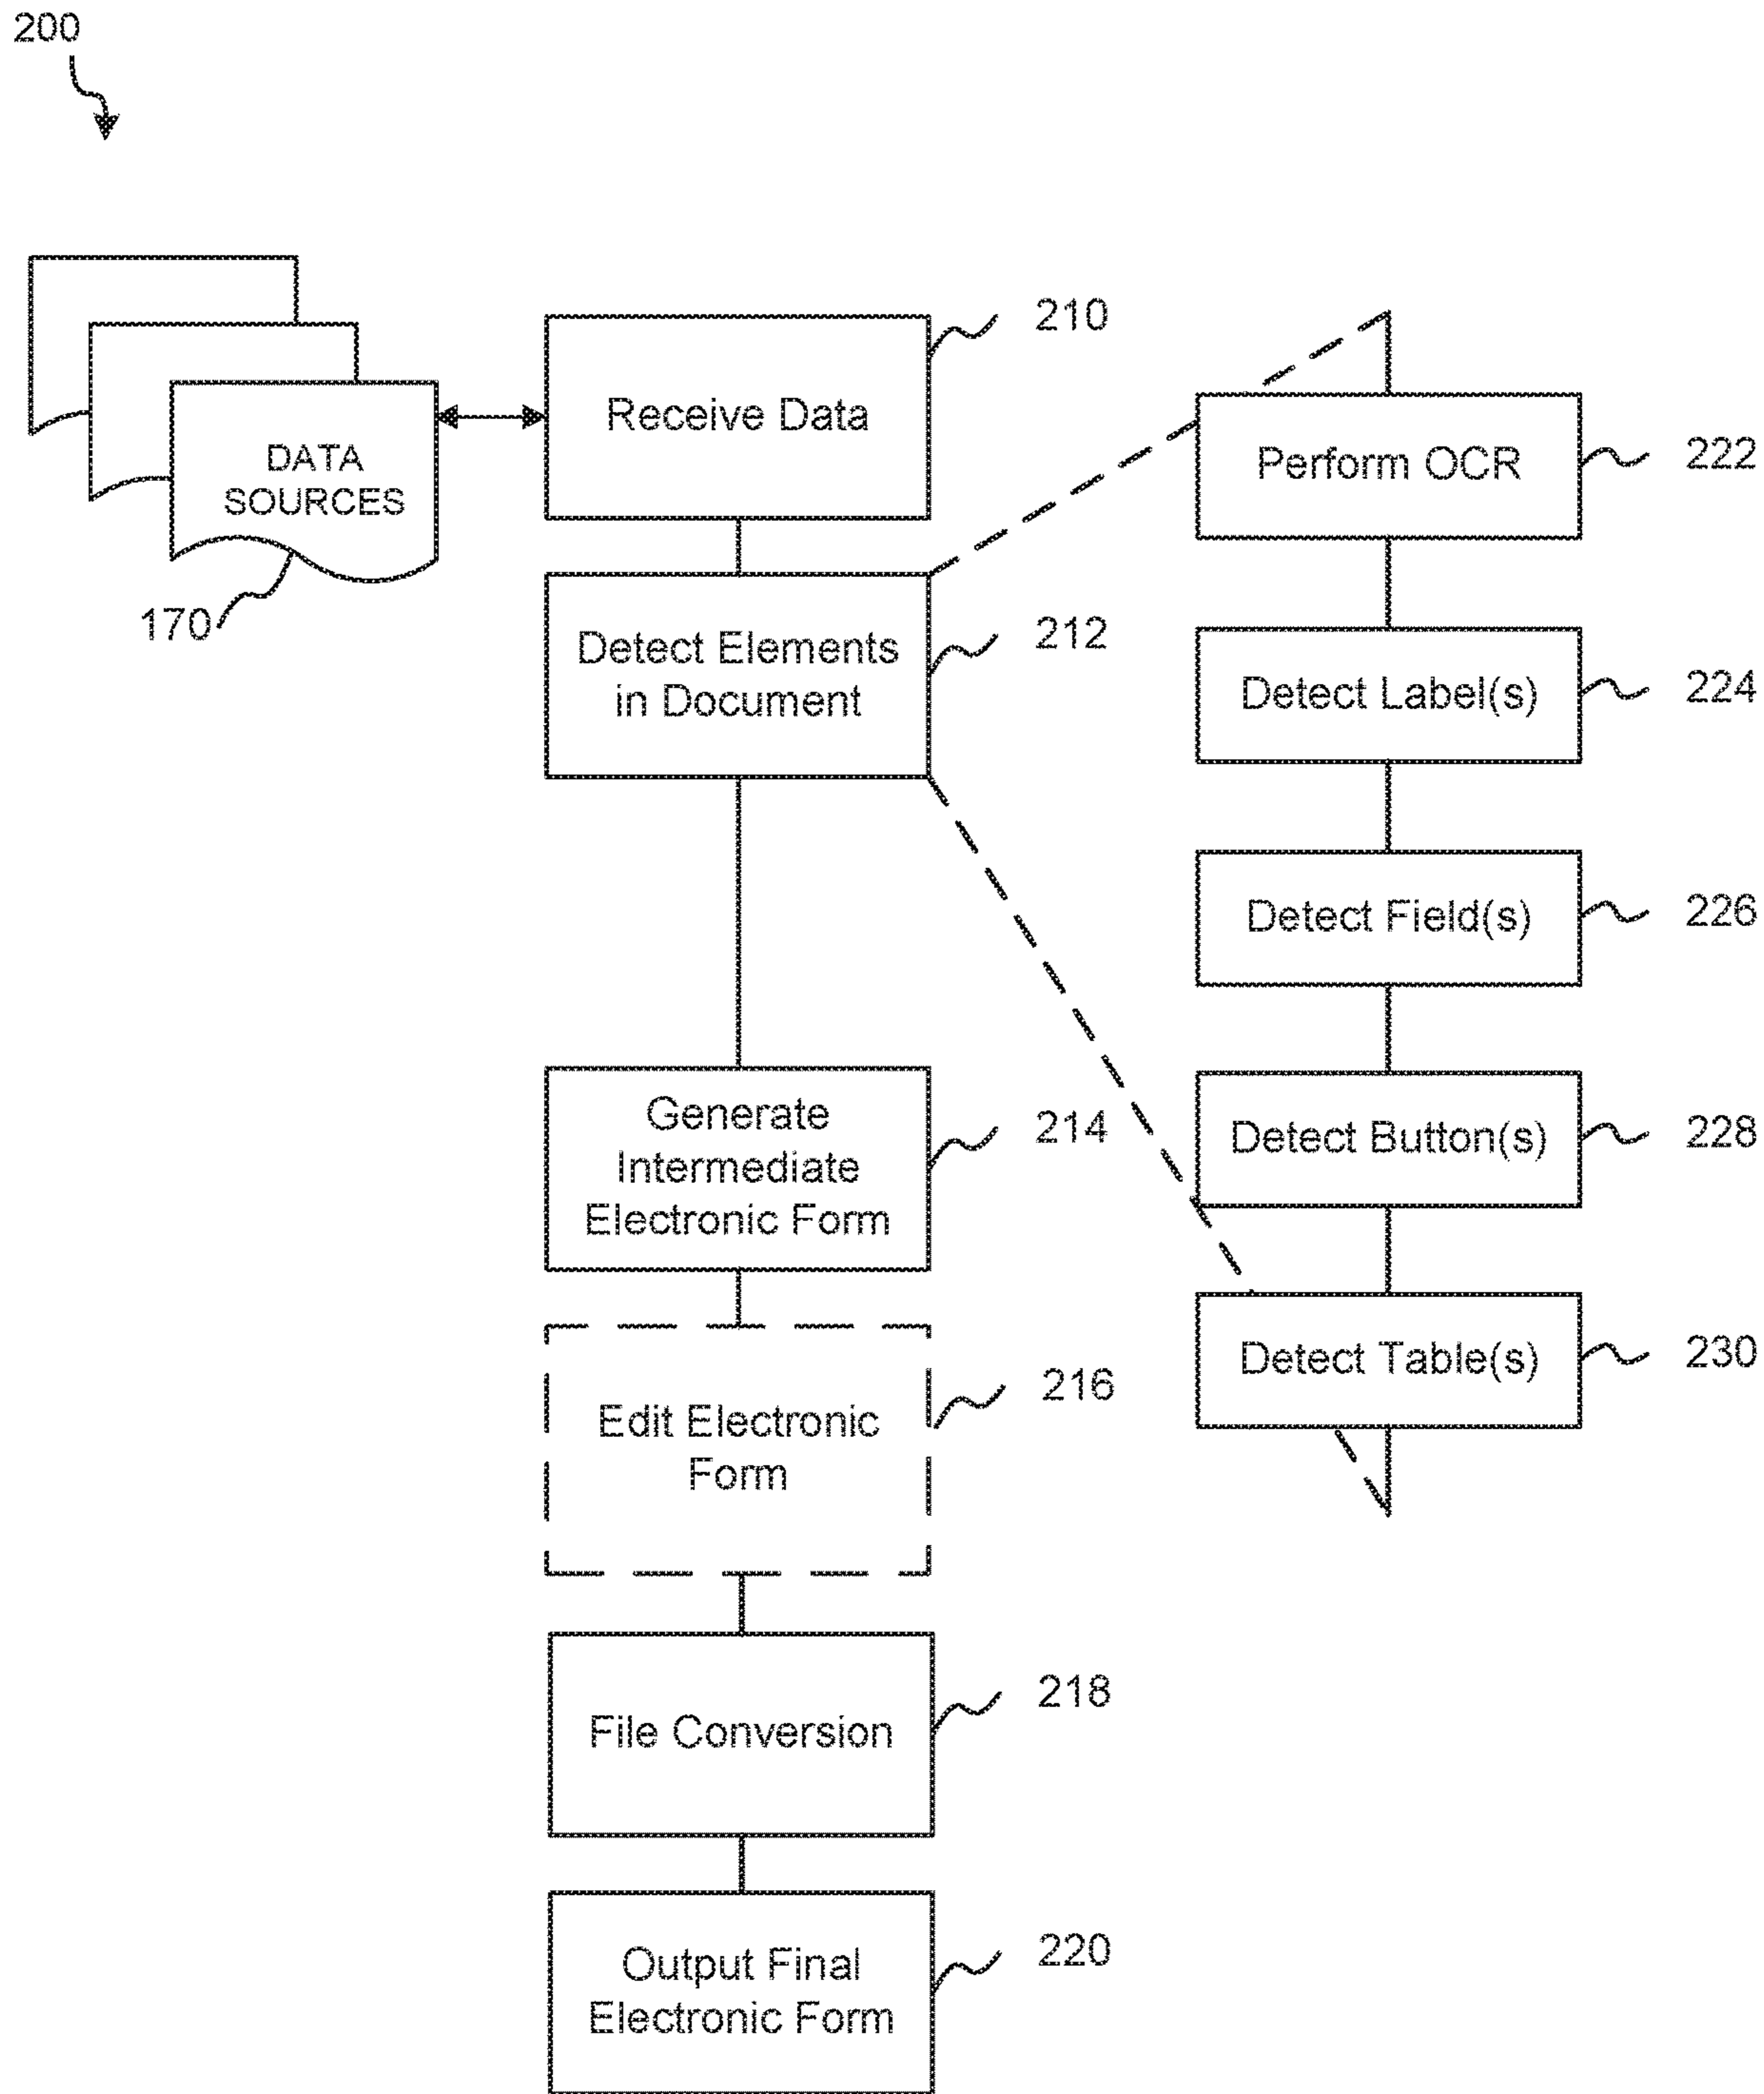 200
DATA
SOURCES
170
Receive Data
210
Detect Elements
in Document
212
Generate
Intermediate
Electronic Form
214
Edit Electronic
Form
216
File Conversion
218
Output Final
Electronic Form
220
Perform OCR
222
Detect Label(s)
224
Detect Field(s)
226
Detect Button(s)
228
Detect Table(s)
230